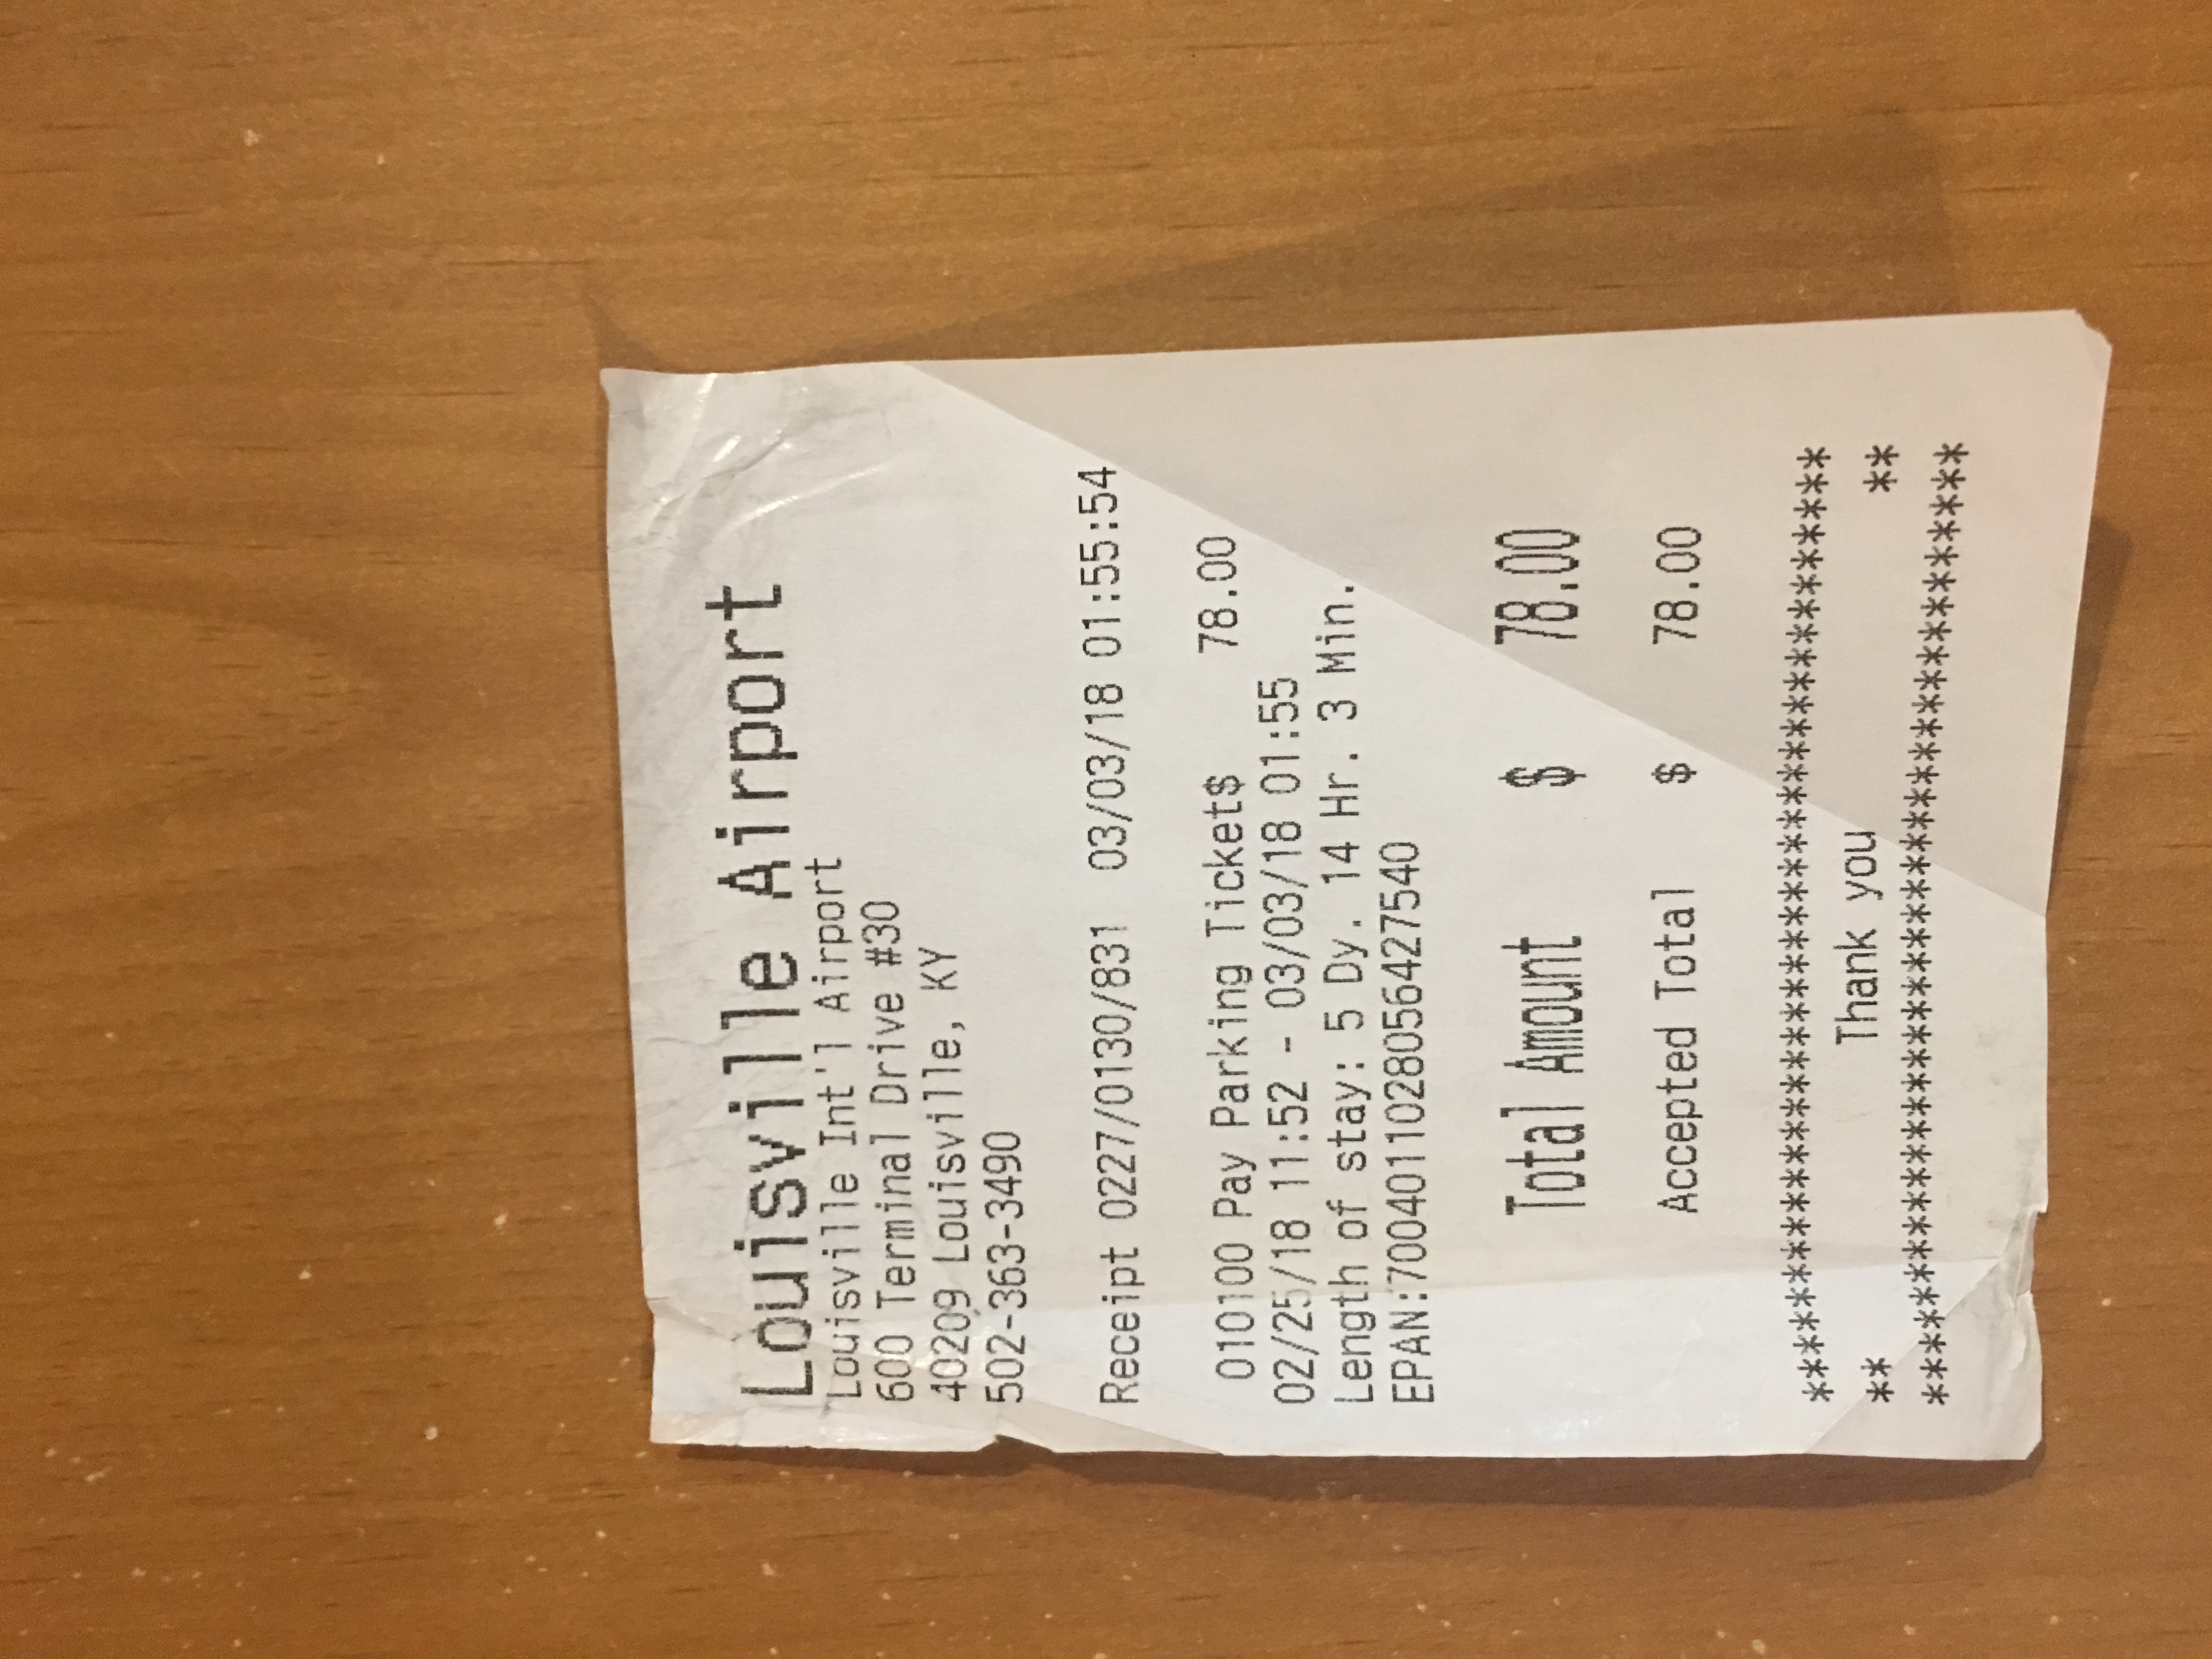 Louisville Airport
Louisville Int'l Airport
600 Terminal Drive #30
40209 Louisville, KY
502-363-3490
Receipt 0227/0130/831 03/03/18 01:55:54
010100 Pay Parking Ticket$ 78.00
02/25/18 11:52 - 03/03/18 01:55
Length of stay: 5 Dy. 14 Hr. 3 Min.
EPAN:7004011028056427540
Total Amount $ 78.00
Accepted Total $ 78.00
****************************************
** Thank you **
****************************************